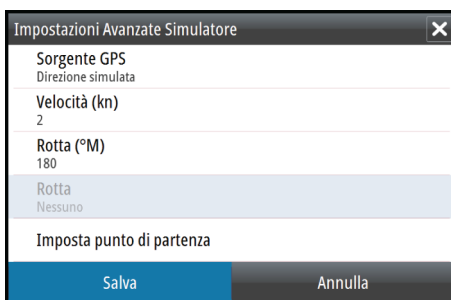 Impostazioni Avanzate Simulatore
Sorgente GPS
Direzione simulata
Velocità (kn)
2
Rotta (°M)
180
Rotta
Nessuno
Imposta punto di partenza
Salva
Annulla